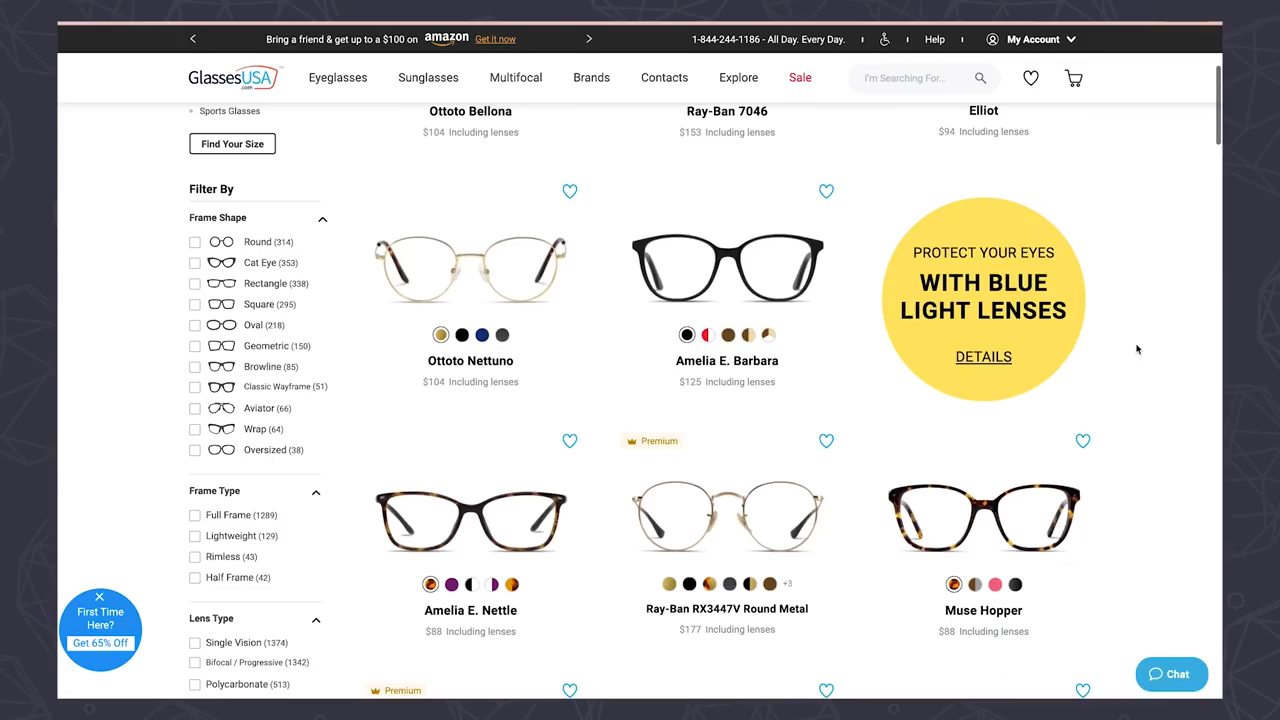 Bring a friend & get up to a $100 on amazon Get it now
1-844-244-1186 - All Day. Every Day.
Help
My Account
GlassesUSA.com
Eyeglasses
Sunglasses
Multifocal
Brands
Contacts
Explore
Sale
I'm Searching For...
Sports Glasses
Find Your Size
Ottoto Bellona
$104 Including lenses
Ray-Ban 7046
$153 Including lenses
Elliot
$94 Including lenses
Filter By
Frame Shape
Round (314)
Cat Eye (353)
Rectangle (338)
Square (295)
Oval (218)
Geometric (150)
Browline (85)
Classic Wayframe (51)
Aviator (66)
Wrap (64)
Oversized (38)
Frame Type
Full Frame (1289)
Lightweight (129)
Rimless (43)
Half Frame (42)
Lens Type
Single Vision (1374)
Bifocal / Progressive (1342)
Polycarbonate (513)
Ottoto Nettuno
$104 Including lenses
Amelia E. Barbara
$125 Including lenses
PROTECT YOUR EYES
WITH BLUE
LIGHT LENSES
DETAILS
Amelia E. Nettle
$88 Including lenses
Premium
+3
Ray-Ban RX3447V Round Metal
$177 Including lenses
Muse Hopper
$88 Including lenses
Premium
First Time
Here?
Get 65% Off
Chat